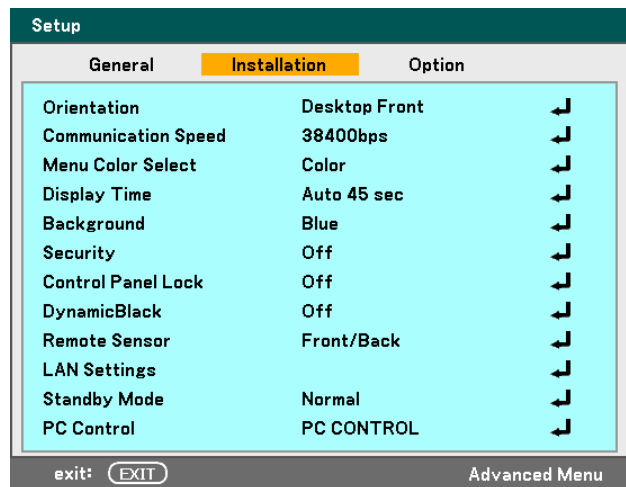 Setup
General Installation Option
Orientation Desktop Front
Communication Speed 38400bps
Menu Color Select Color
Display Time Auto 45 sec
Background Blue
Security Off
Control Panel Lock Off
DynamicBlack Off
Remote Sensor Front/Back
LAN Settings
Standby Mode Normal
PC Control PC CONTROL
exit: EXIT Advanced Menu